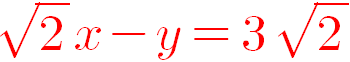 √2 x − y = 3 √2